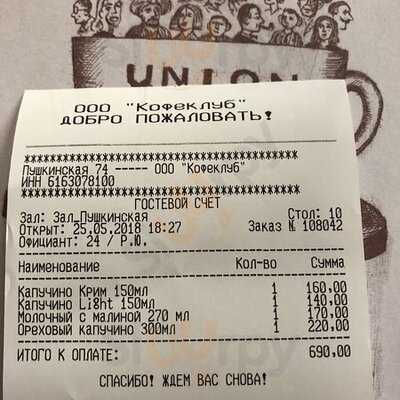 UNION
ООО "Кофеклуб"
ДОБРО ПОЖАЛОВАТЬ!
****************************************
Пушкинская 74 ----- ООО "Кофеклуб"
ИНН 6163078100
****************************************
ГОСТЕВОЙ СЧЕТ
Зал: Зал Пушкинская Стол: 10
Открыт: 25.05.2018 18:27 Заказ № 108042
Официант: 24 / Р.Ю.
Наименование Кол-во Сумма
Капучино Крим 150мл 1 160,00
Капучино Light 150мл 1 140,00
Молочный с малиной 270 мл 1 170,00
Ореховый капучино 300мл 1 220,00
ИТОГО К ОПЛАТЕ: 690,00
СПАСИБО! ЖДЕМ ВАС СНОВА!